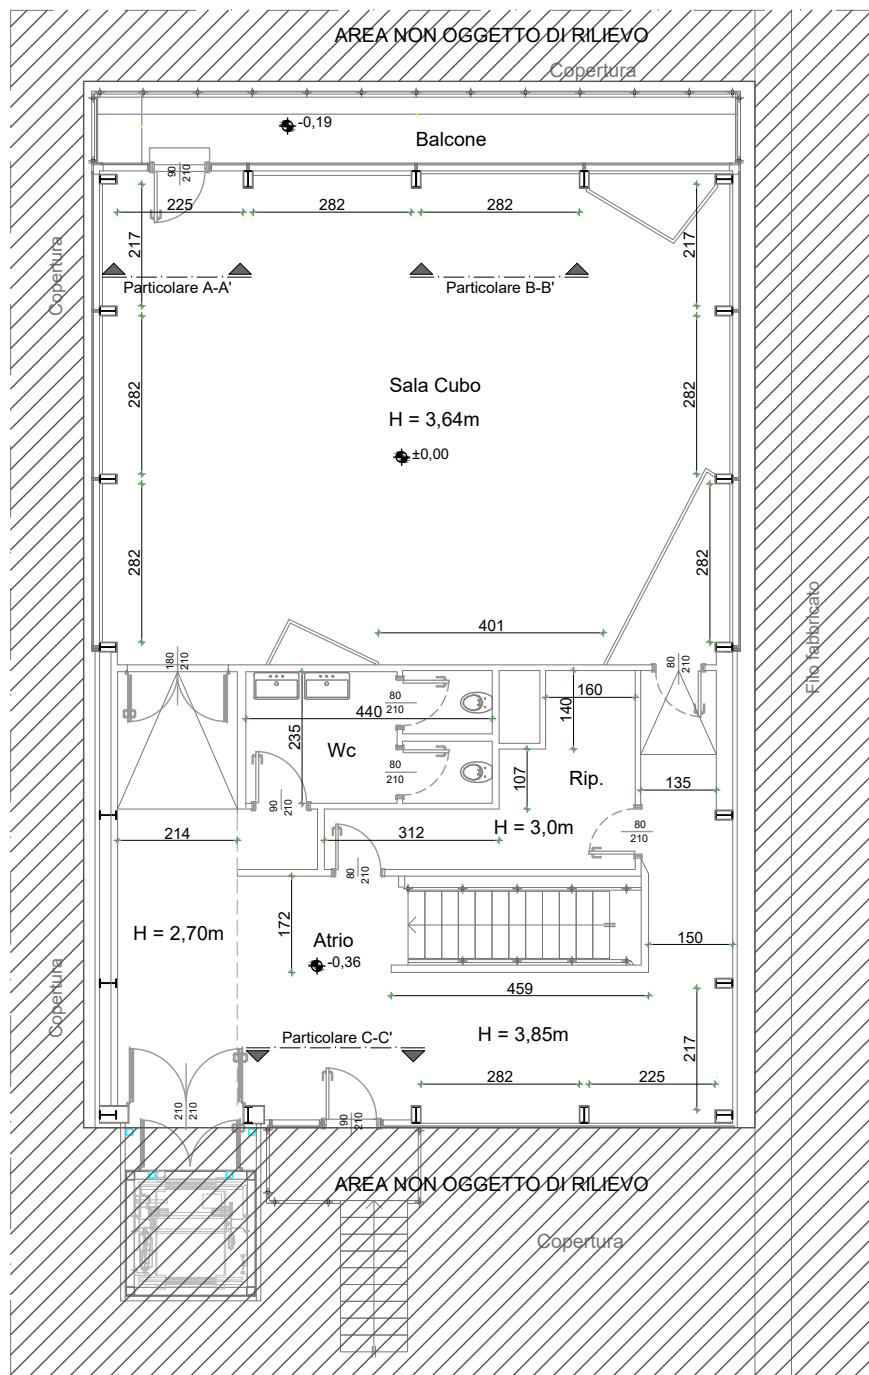 AREA NON OGGETTO DI RILIEVO
Copertura
-0,19
Balcone
90
210
225
282
282
217
217
Copertura
Particolare A-A'
Particolare B-B'
282
282
Sala Cubo
H = 3,64m
±0,00
282
282
401
Filo fabbricato
180
210
80
210
80
210
440
160
140
235
Wc
80
210
107
Rip.
135
90
210
214
312
H = 3,0m
80
210
80
210
172
H = 2,70m
Atrio
-0,36
150
Copertura
459
Particolare C-C'
H = 3,85m
217
282
225
210
210
90
210
AREA NON OGGETTO DI RILIEVO
Copertura